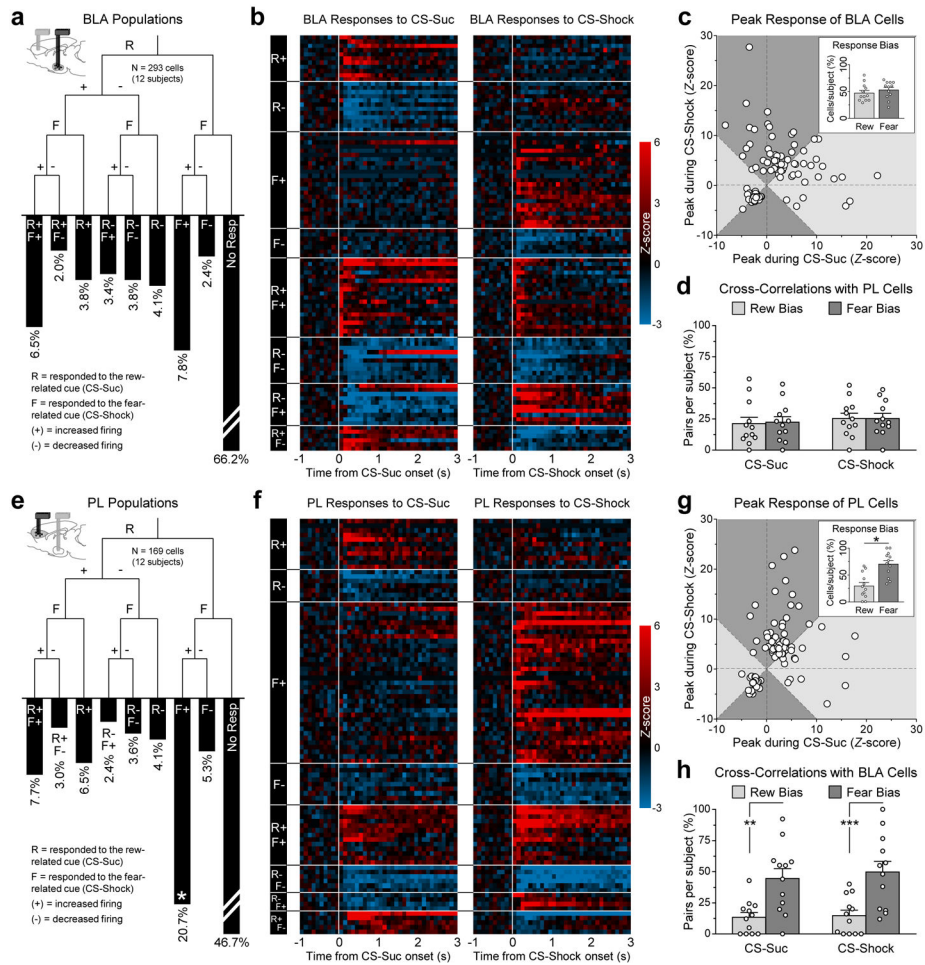 a BLA Populations
R
N = 293 cells
(12 subjects)
+ -
F F F
+ - + - + -
R+ F+
R+ F-
R+
R- F+
R- F-
R-
F+
F-
No Resp
6.5%
2.0%
3.8%
3.4%
3.8%
4.1%
7.8%
2.4%
66.2%
R = responded to the rew-
related cue (CS-Suc)
F = responded to the fear-
related cue (CS-Shock)
(+) = increased firing
(-) = decreased firing
b BLA Responses to CS-Suc BLA Responses to CS-Shock
R+
R-
F+
F-
R+
F+
R-
F-
R-
F+
R+
F-
-1 0 1 2 3 -1 0 1 2 3
Time from CS-Suc onset (s) Time from CS-Shock onset (s)
6
3
0
-3
Z-score
c Peak Response of BLA Cells
Peak during CS-Shock (Z-score)
30
20
10
0
-10
-10 0 10 20 30
Peak during CS-Suc (Z-score)
Response Bias
Cells/subject (%)
100
50
0
Rew Fear
d Cross-Correlations with PL Cells
Rew Bias Fear Bias
Pairs per subject (%)
100
75
50
25
0
CS-Suc CS-Shock
e PL Populations
R
N = 169 cells
(12 subjects)
+ -
F F F
+ - + - + -
R+ F+
R+ F-
R+
R- F+
R- F-
R-
F+
F-
No Resp
7.7%
3.0%
6.5%
2.4%
3.6%
4.1%
*
20.7%
5.3%
46.7%
R = responded to the rew-
related cue (CS-Suc)
F = responded to the fear-
related cue (CS-Shock)
(+) = increased firing
(-) = decreased firing
f PL Responses to CS-Suc PL Responses to CS-Shock
R+
R-
F+
F-
R+
F+
R-
F-
R-
F+
R+
F-
-1 0 1 2 3 -1 0 1 2 3
Time from CS-Suc onset (s) Time from CS-Shock onset (s)
6
3
0
-3
Z-score
g Peak Response of PL Cells
Peak during CS-Shock (Z-score)
30
20
10
0
-10
-10 0 10 20 30
Peak during CS-Suc (Z-score)
Response Bias
*
Cells/subject (%)
100
50
0
Rew Fear
h Cross-Correlations with BLA Cells
Rew Bias Fear Bias
Pairs per subject (%)
100
75
50
25
0
** ***
CS-Suc CS-Shock